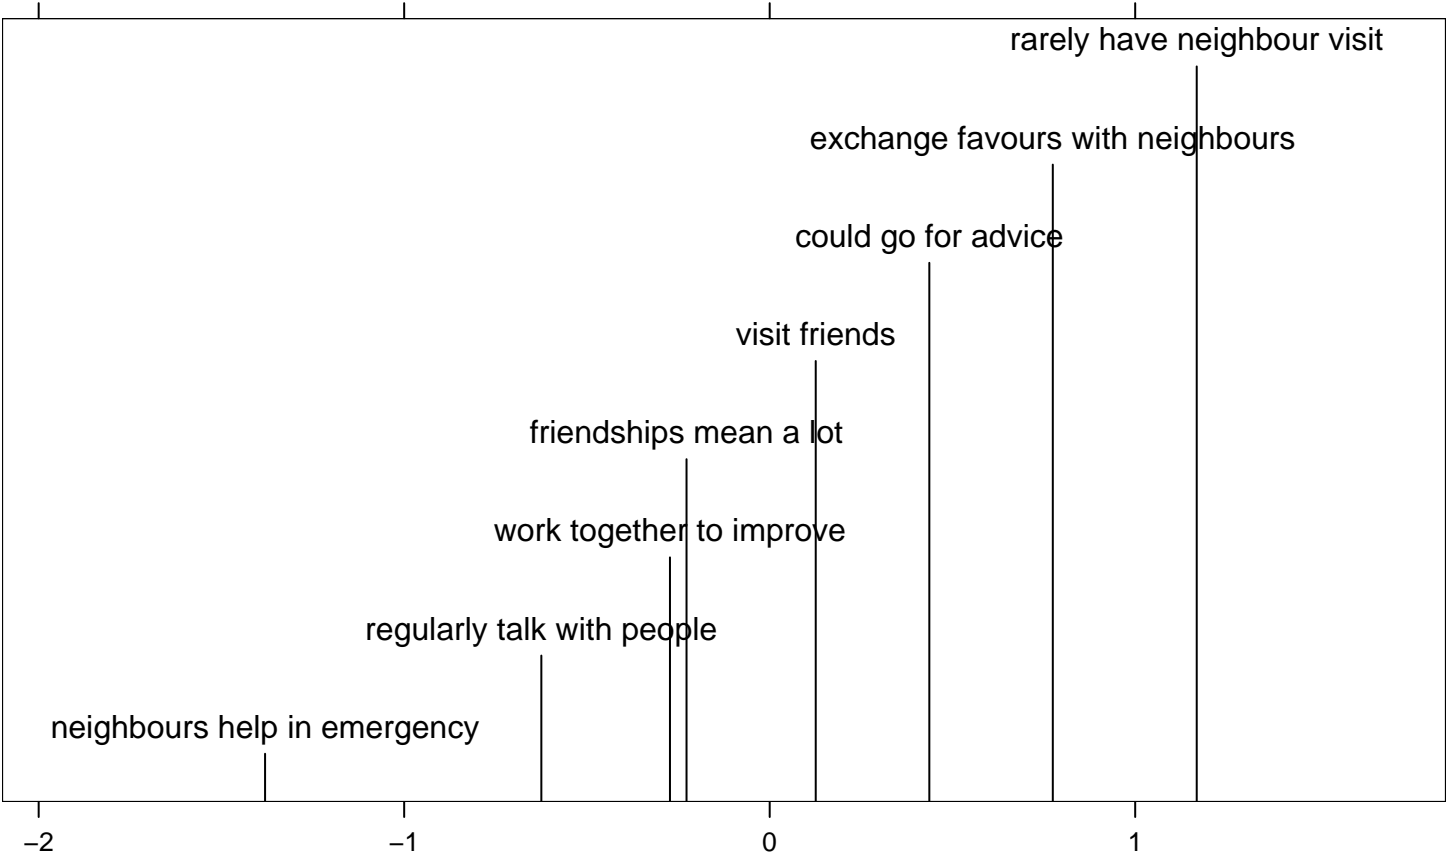 rarely have neighbour visit
exchange favours with neighbours
could go for advice
visit friends
friendships mean a lot
work together to improve
regularly talk with people
neighbours help in emergency
−2 −1 0 1